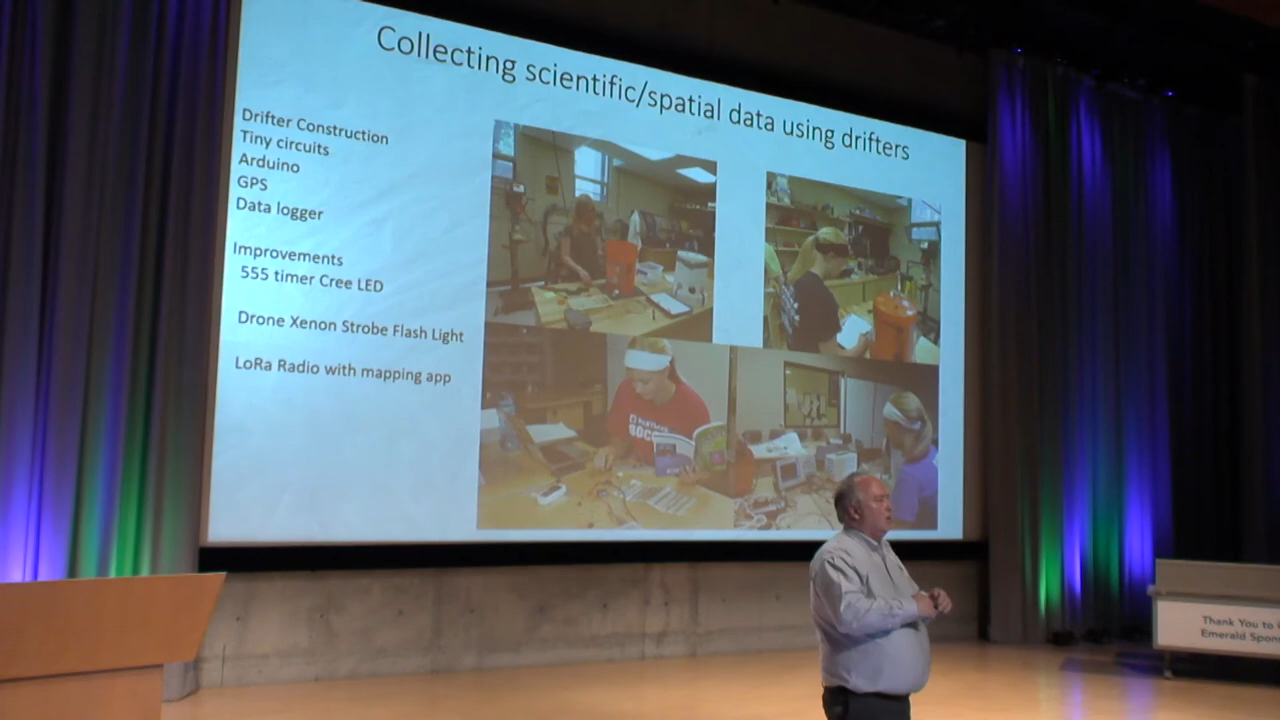 Collecting scientific/spatial data using drifters
Drifter Construction
Tiny circuits
Arduino
GPS
Data logger
Improvements
555 timer Cree LED
Drone Xenon Strobe Flash Light
LoRa Radio with mapping app
Thank You to
Emerald